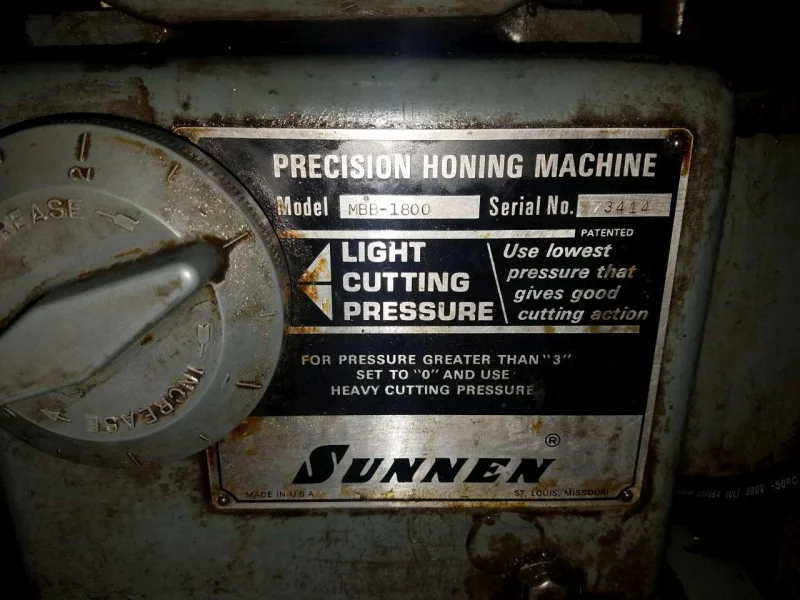 PRECISION HONING MACHINE
Model MBB-1800 Serial No. 73414
PATENTED
LIGHT
CUTTING
PRESSURE
Use lowest
pressure that
gives good
cutting action
FOR PRESSURE GREATER THAN "3"
SET TO "0" AND USE
HEAVY CUTTING PRESSURE
SUNNEN®
MADE IN U.S.A. ST. LOUIS, MISSOURI
2
INCREASE
(UL) 300V